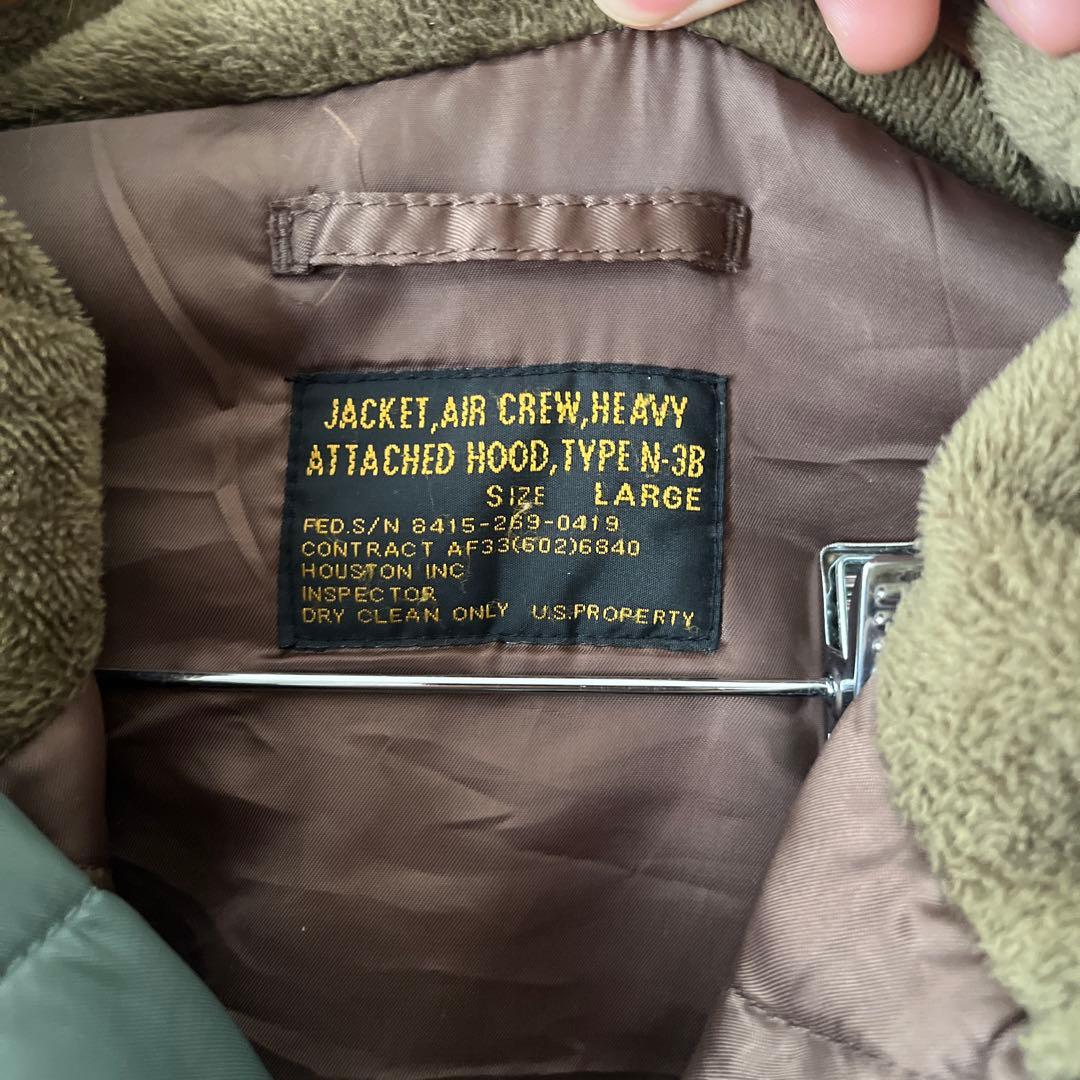 JACKET,AIR CREW,HEAVY
ATTACHED HOOD,TYPE N-3B
SIZE LARGE
FED.S/N 8415-269-0419
CONTRACT AF33(602)6840
HOUSTON INC
INSPECTOR
DRY CLEAN ONLY U.S.PROPERTY